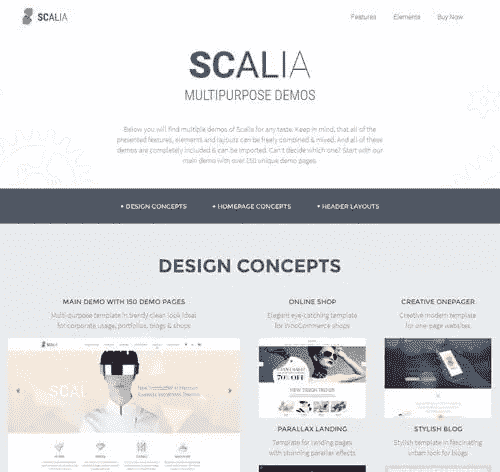 SCALIA
Features Elements Buy Now
SCALIA
MULTIPURPOSE DEMOS
Below you will find multiple demos of Scalia for any taste. Keep in mind, that all of the
presented features, elements and layouts can be freely combined & mixed. And all of these
demos are completely included & can be imported. Can't decide which one? Start with our
main demo with over 150 unique demo pages.
• DESIGN CONCEPTS • HOMEPAGE CONCEPTS • HEADER LAYOUTS
DESIGN CONCEPTS
MAIN DEMO WITH 150 DEMO PAGES
Multi-purpose template in trendy clean look ideal
for corporate usage, portfolios, blogs & shops
ONLINE SHOP
Elegant eye-catching template
for WooCommerce shops
CREATIVE ONEPAGER
Creative modern template
for one-page websites
SCALI
70% OFF
NEW DESIGN TREND
PARALLAX LANDING
Template for landing pages
with stunning parallax effects
STYLISH BLOG
Stylish template in fascinating
urban look for blogs